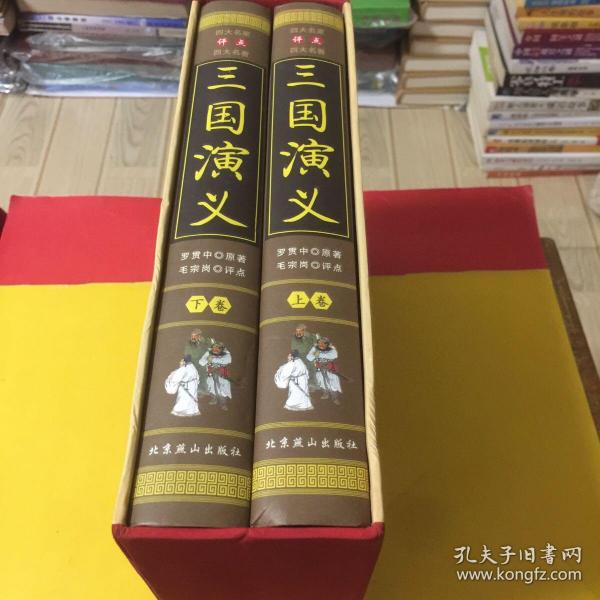 四大名家
评点
四大名著
三国演义
罗贯中◎原著
毛宗岗◎评点
下卷
北京燕山出版社
四大名家
评点
四大名著
三国演义
罗贯中◎原著
毛宗岗◎评点
上卷
北京燕山出版社
孔夫子旧书网
www.kongfz.com